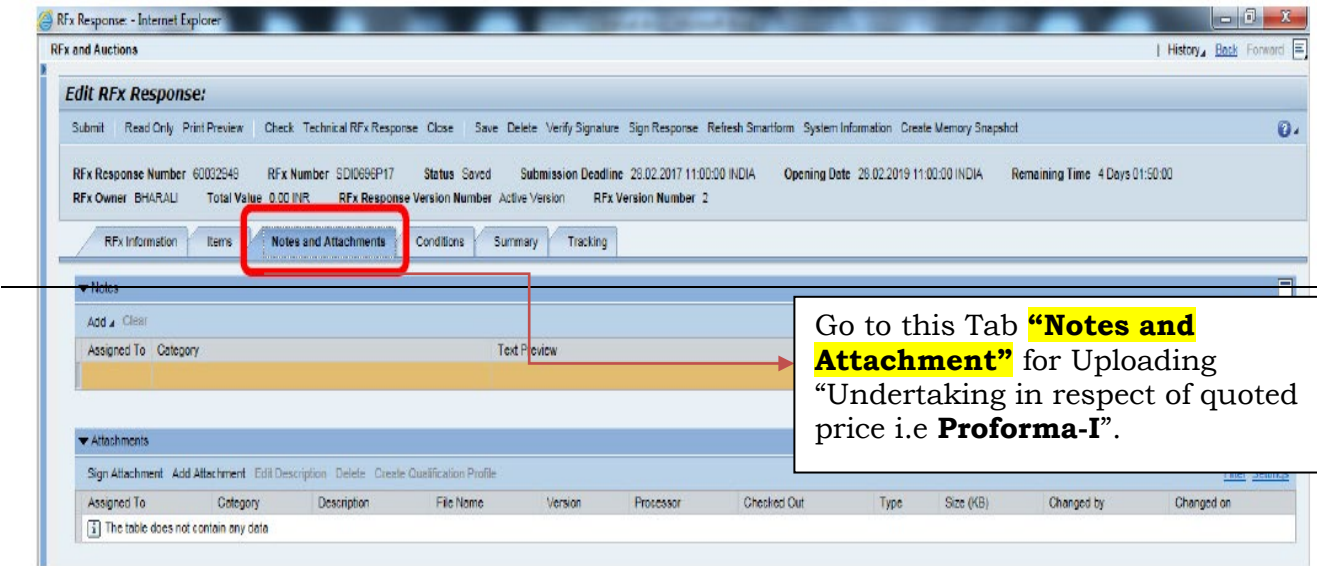 RFx Response: - Internet Explorer
RFx and Auctions
History Back Forward
Edit RFx Response:
Submit Read Only Print Preview Check Technical RFx Response Close Save Delete Verify Signature Sign Response Refresh Smartform System Information Create Memory Snapshot
RFx Response Number 60032949 RFx Number SDI0696P17 Status Saved Submission Deadline 28.02.2017 11:00:00 INDIA Opening Date 28.02.2019 11:00:00 INDIA Remaining Time 4 Days 01:50:00
RFx Owner BHARALI Total Value 0.00 INR RFx Response Version Number Active Version RFx Version Number 2
RFx Information Items Notes and Attachments Conditions Summary Tracking
Notes
Add Clear
Assigned To Category Text Preview
Go to this Tab “Notes and
Attachment” for Uploading
“Undertaking in respect of quoted
price i.e Proforma-I”.
Attachments
Sign Attachment Add Attachment Edit Description Delete Create Qualification Profile
Filter Settings
Assigned To Category Description File Name Version Processor Checked Out Type Size (KB) Changed by Changed on
The table does not contain any data